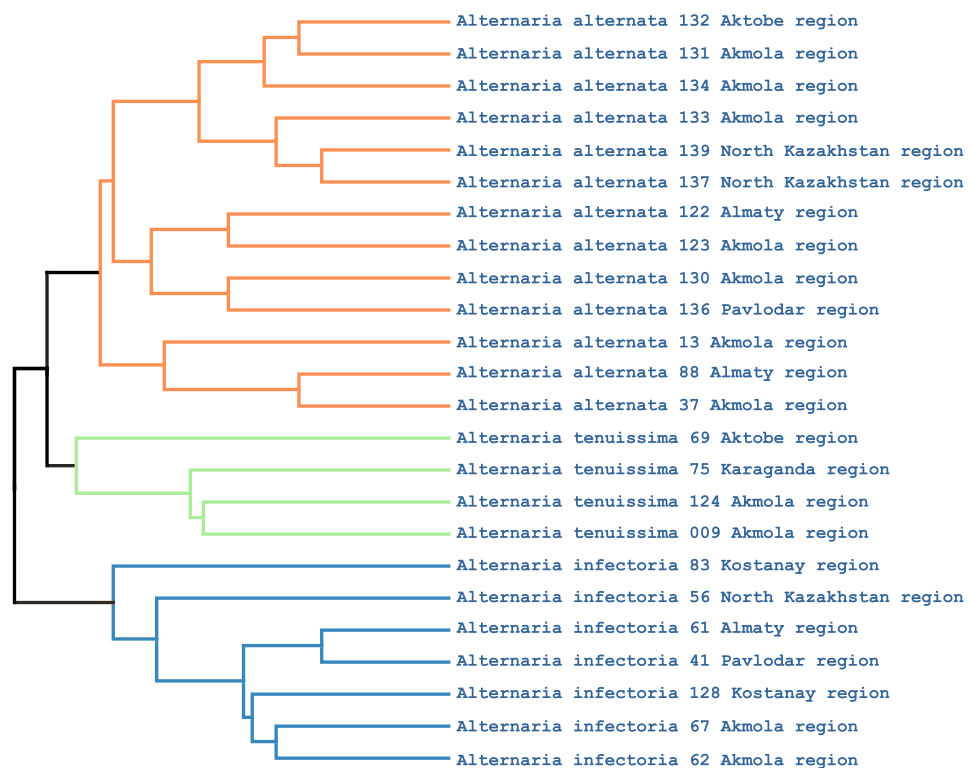 Alternaria alternata 132 Aktobe region
Alternaria alternata 131 Akmola region
Alternaria alternata 134 Akmola region
Alternaria alternata 133 Akmola region
Alternaria alternata 139 North Kazakhstan region
Alternaria alternata 137 North Kazakhstan region
Alternaria alternata 122 Almaty region
Alternaria alternata 123 Akmola region
Alternaria alternata 130 Akmola region
Alternaria alternata 136 Pavlodar region
Alternaria alternata 13 Akmola region
Alternaria alternata 88 Almaty region
Alternaria alternata 37 Akmola region
Alternaria tenuissima 69 Aktobe region
Alternaria tenuissima 75 Karaganda region
Alternaria tenuissima 124 Akmola region
Alternaria tenuissima 009 Akmola region
Alternaria infectoria 83 Kostanay region
Alternaria infectoria 56 North Kazakhstan region
Alternaria infectoria 61 Almaty region
Alternaria infectoria 41 Pavlodar region
Alternaria infectoria 128 Kostanay region
Alternaria infectoria 67 Akmola region
Alternaria infectoria 62 Akmola region